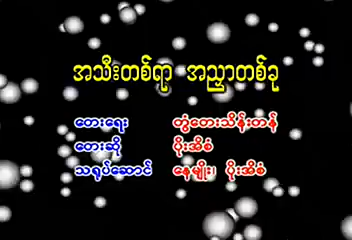 အသီးတစ်ရာ အညှာတစ်ခု
တေးရေး တွံတေးသိန်းတန်
တေးဆို ပိုးအိစံ
သရုပ်ဆောင် နေမျိုး၊ ပိုးအိစံ